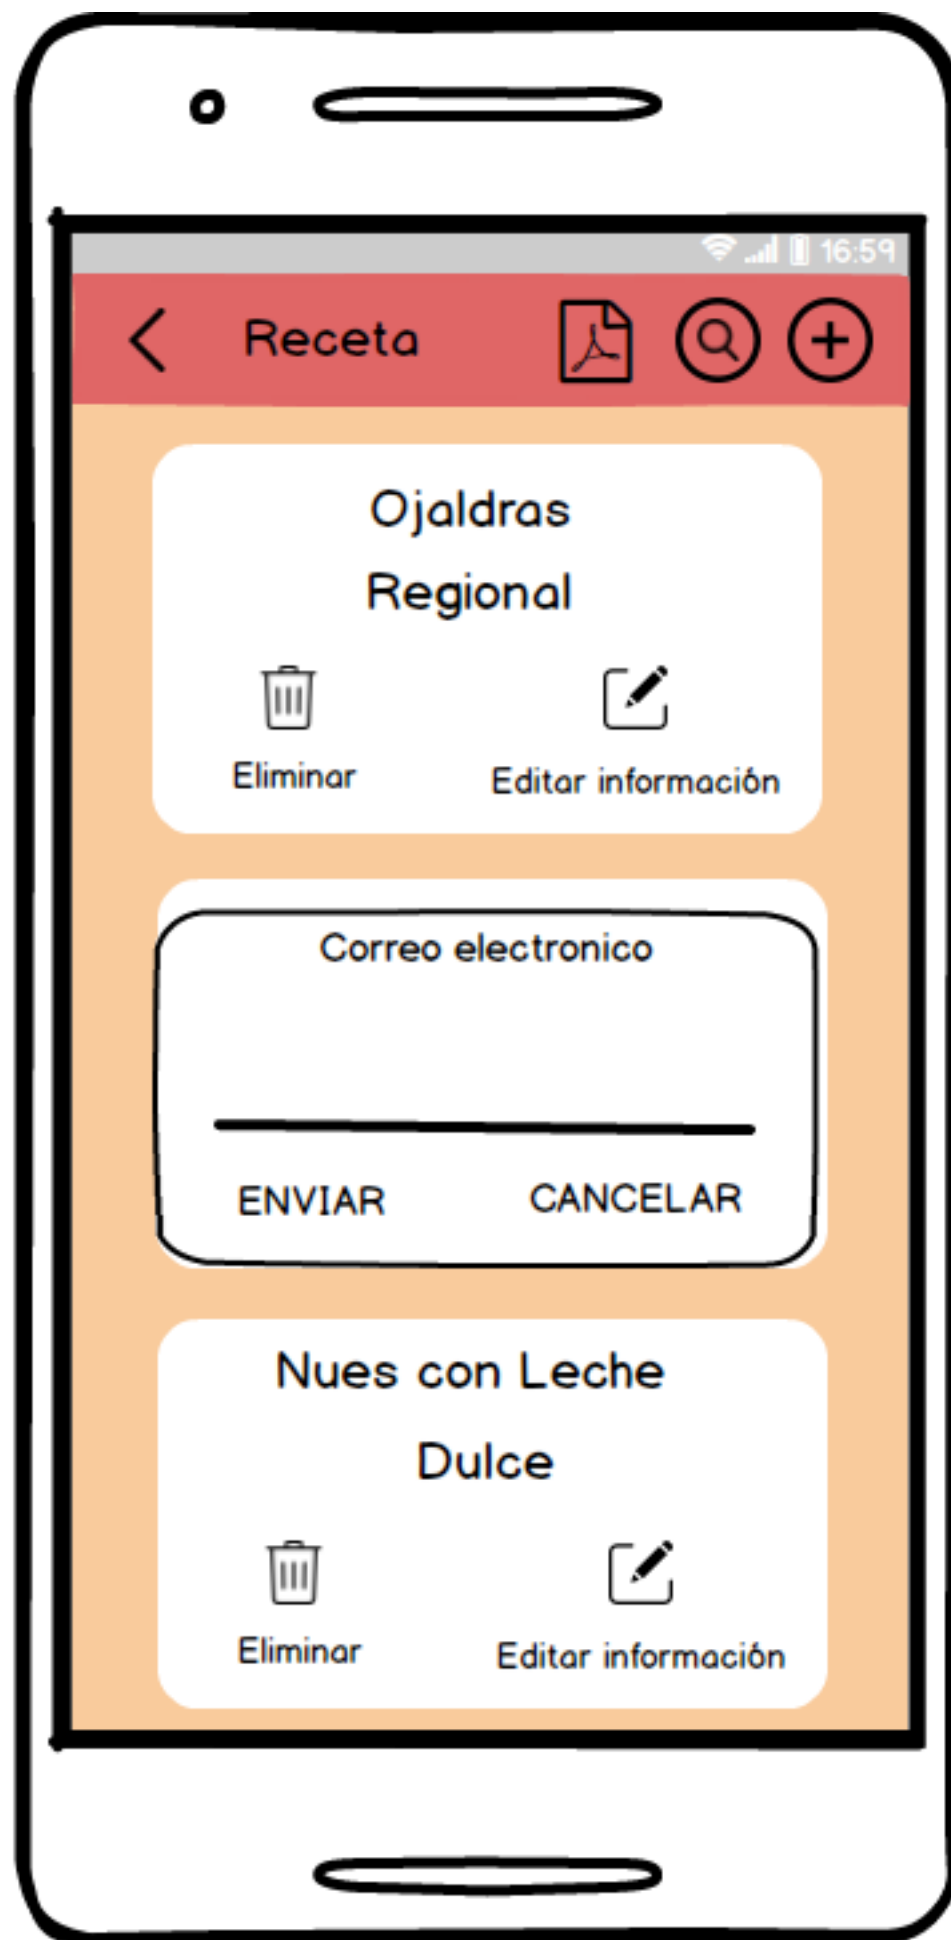 16:59
Receta
Ojaldras
Regional
Eliminar Editar información
Correo electronico
ENVIAR CANCELAR
Nues con Leche
Dulce
Eliminar Editar información